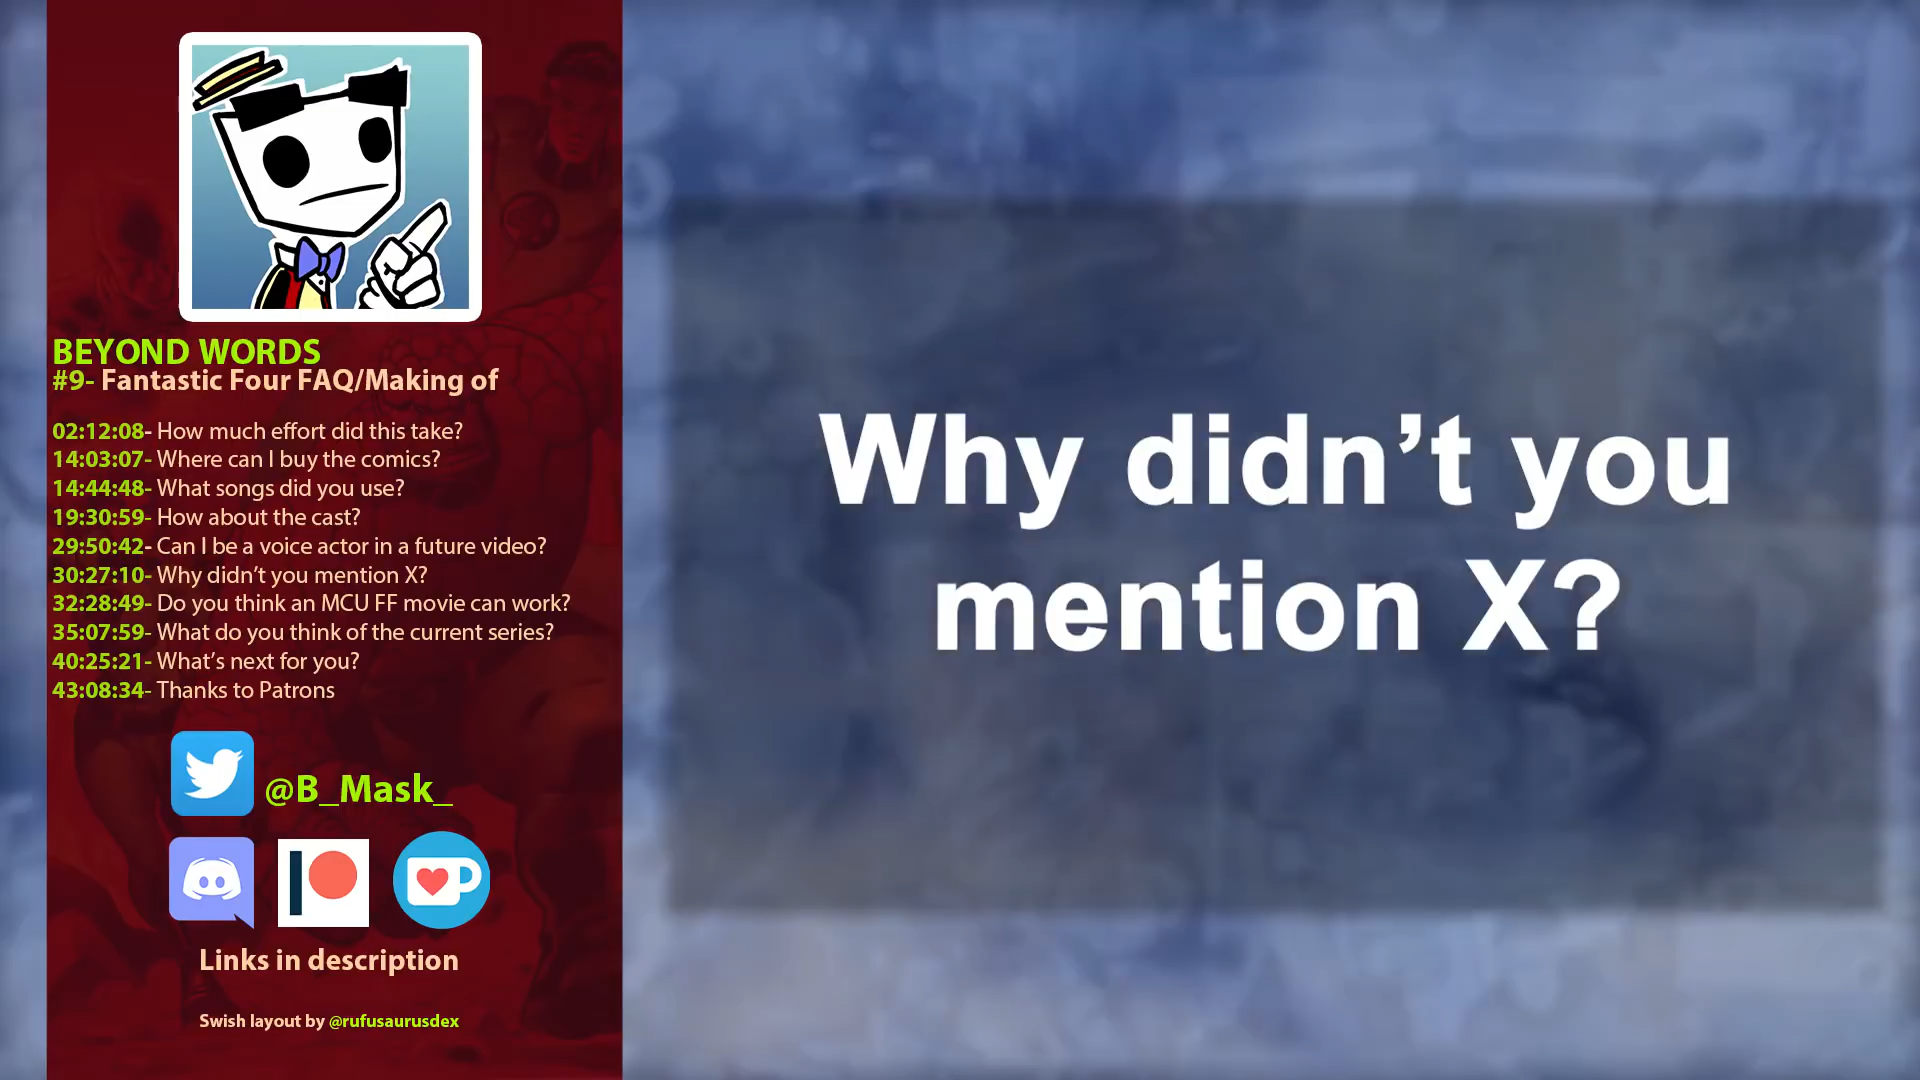 BEYOND WORDS
#9- Fantastic Four FAQ/Making of
02:12:08- How much effort did this take?
14:03:07- Where can I buy the comics?
14:44:48- What songs did you use?
19:30:59- How about the cast?
29:50:42- Can I be a voice actor in a future video?
30:27:10- Why didn't you mention X?
32:28:49- Do you think an MCU FF movie can work?
35:07:59- What do you think of the current series?
40:25:21- What's next for you?
43:08:34- Thanks to Patrons
@B_Mask_
Links in description
Swish layout by @rufusaurusdex
Why didn’t you
mention X?